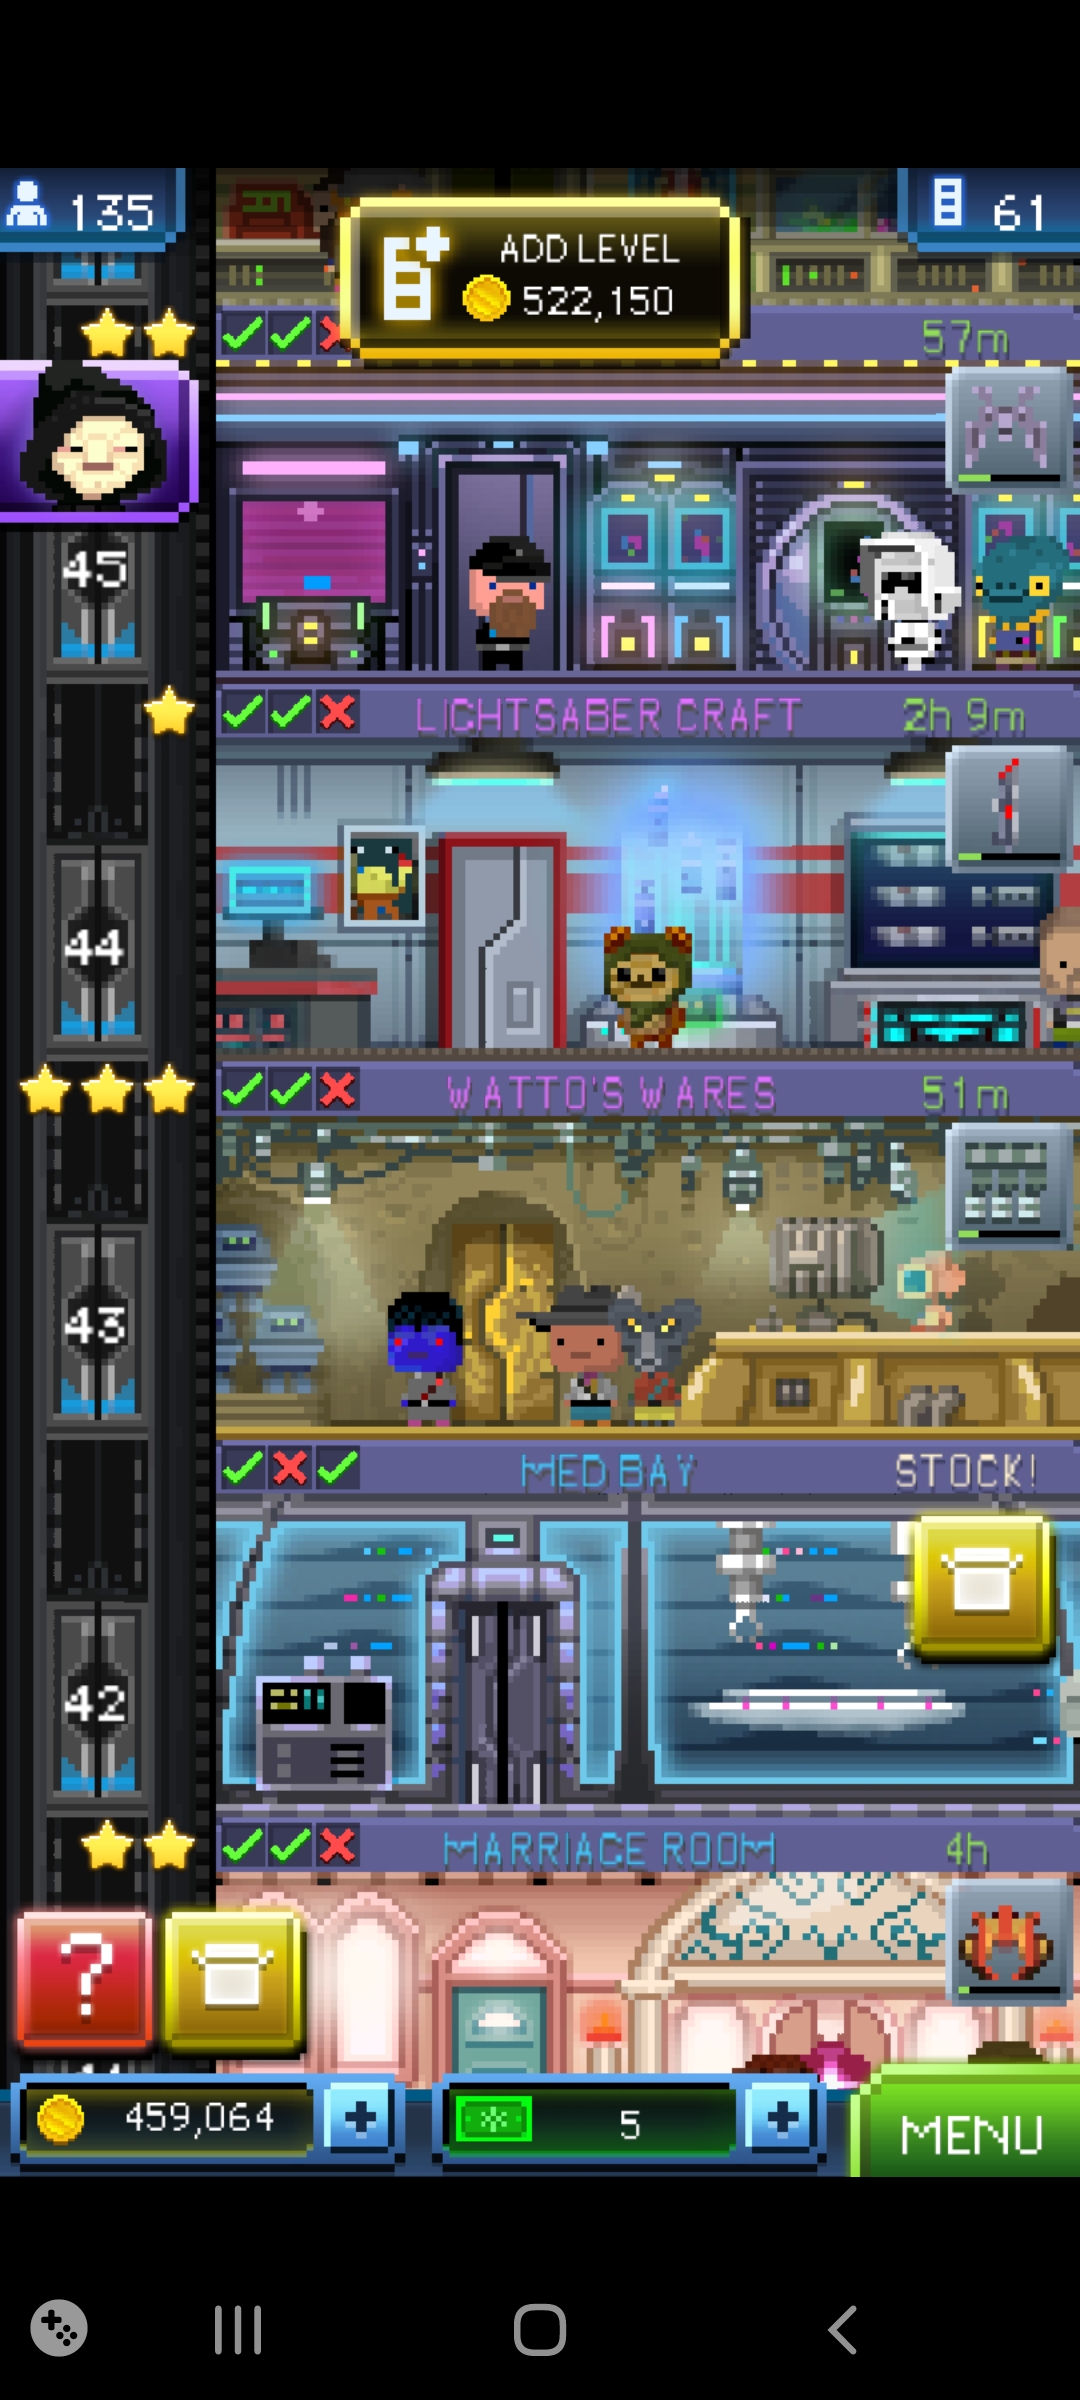 135
ADD LEVEL
522,150
61
57m
45
LIGHTSABER CRAFT
2h 9m
44
WATTO'S WARES
51m
43
MED BAY
STOCK!
42
MARRIAGE ROOM
4h
?
459,064
5
MENU